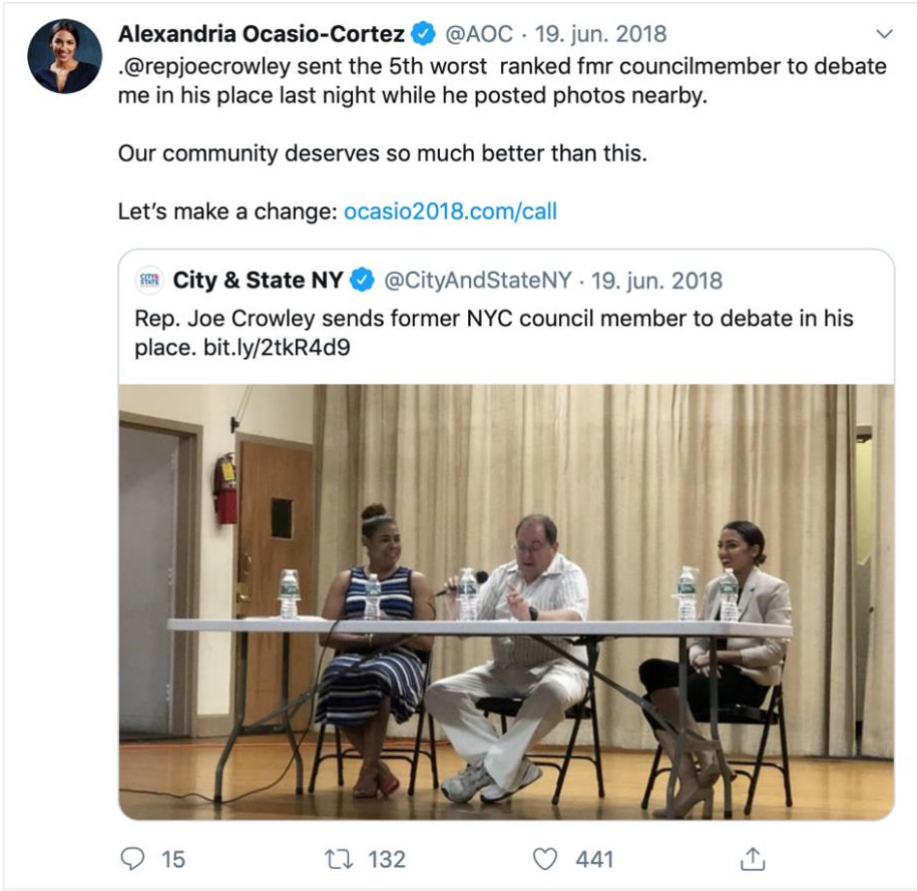 Alexandria Ocasio-Cortez @AOC · 19. jun. 2018
.@repjoecrowley sent the 5th worst  ranked fmr councilmember to debate
me in his place last night while he posted photos nearby.
Our community deserves so much better than this.
Let’s make a change: ocasio2018.com/call
CITY&
STATE
City & State NY @CityAndStateNY · 19. jun. 2018
Rep. Joe Crowley sends former NYC council member to debate in his
place. bit.ly/2tkR4d9
15 132 441